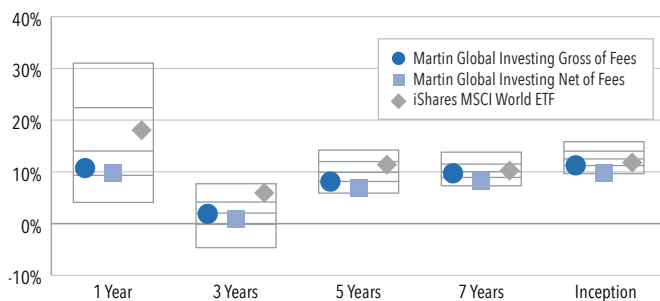 40%
30%
20%
10%
0%
-10%
Martin Global Investing Gross of Fees
Martin Global Investing Net of Fees
iShares MSCI World ETF
1 Year
3 Years
5 Years
7 Years
Inception